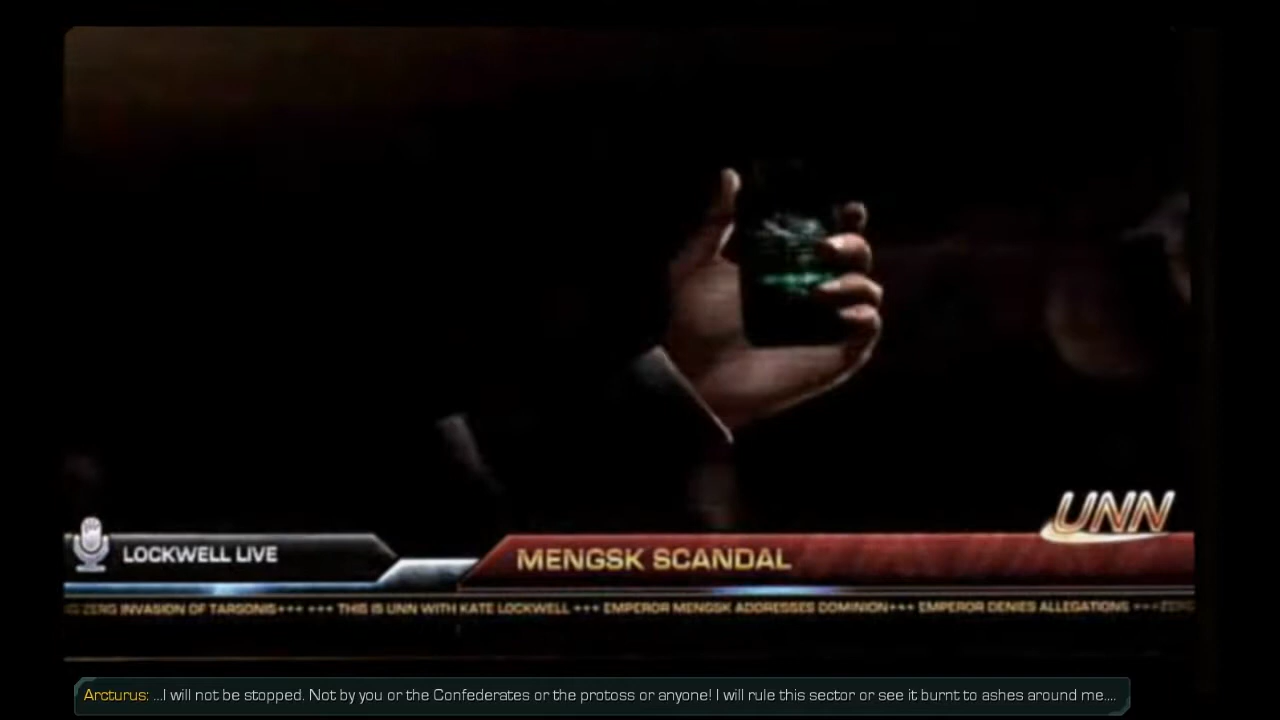 UNN
LOCKWELL LIVE
MENGSK SCANDAL
ZERG INVASION OF TARSONIS+++ +++ THIS IS UNN WITH KATE LOCKWELL +++ EMPEROR MENGSK ADDRESSES DOMINION+++ EMPEROR DENIES ALLEGATIONS +++ZERG
Arcturus: ...I will not be stopped. Not by you or the Confederates or the protoss or anyone! I will rule this sector or see it burnt to ashes around me....